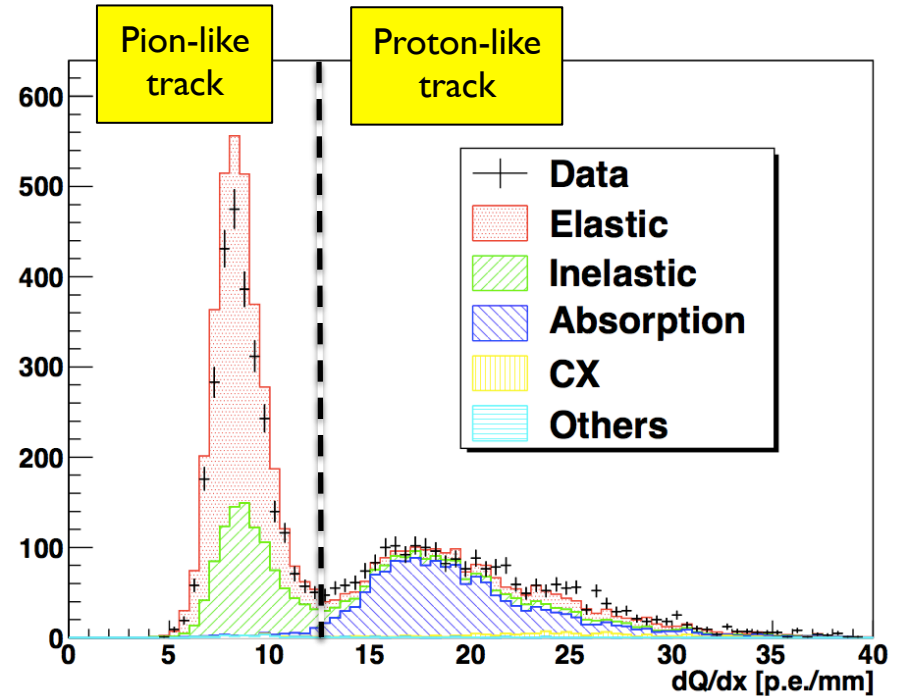 Pion-like
track
Proton-like
track
600
500
400
300
200
100
0
Data
Elastic
Inelastic
Absorption
CX
Others
0 5 10 15 20 25 30 35 40
dQ/dx [p.e./mm]